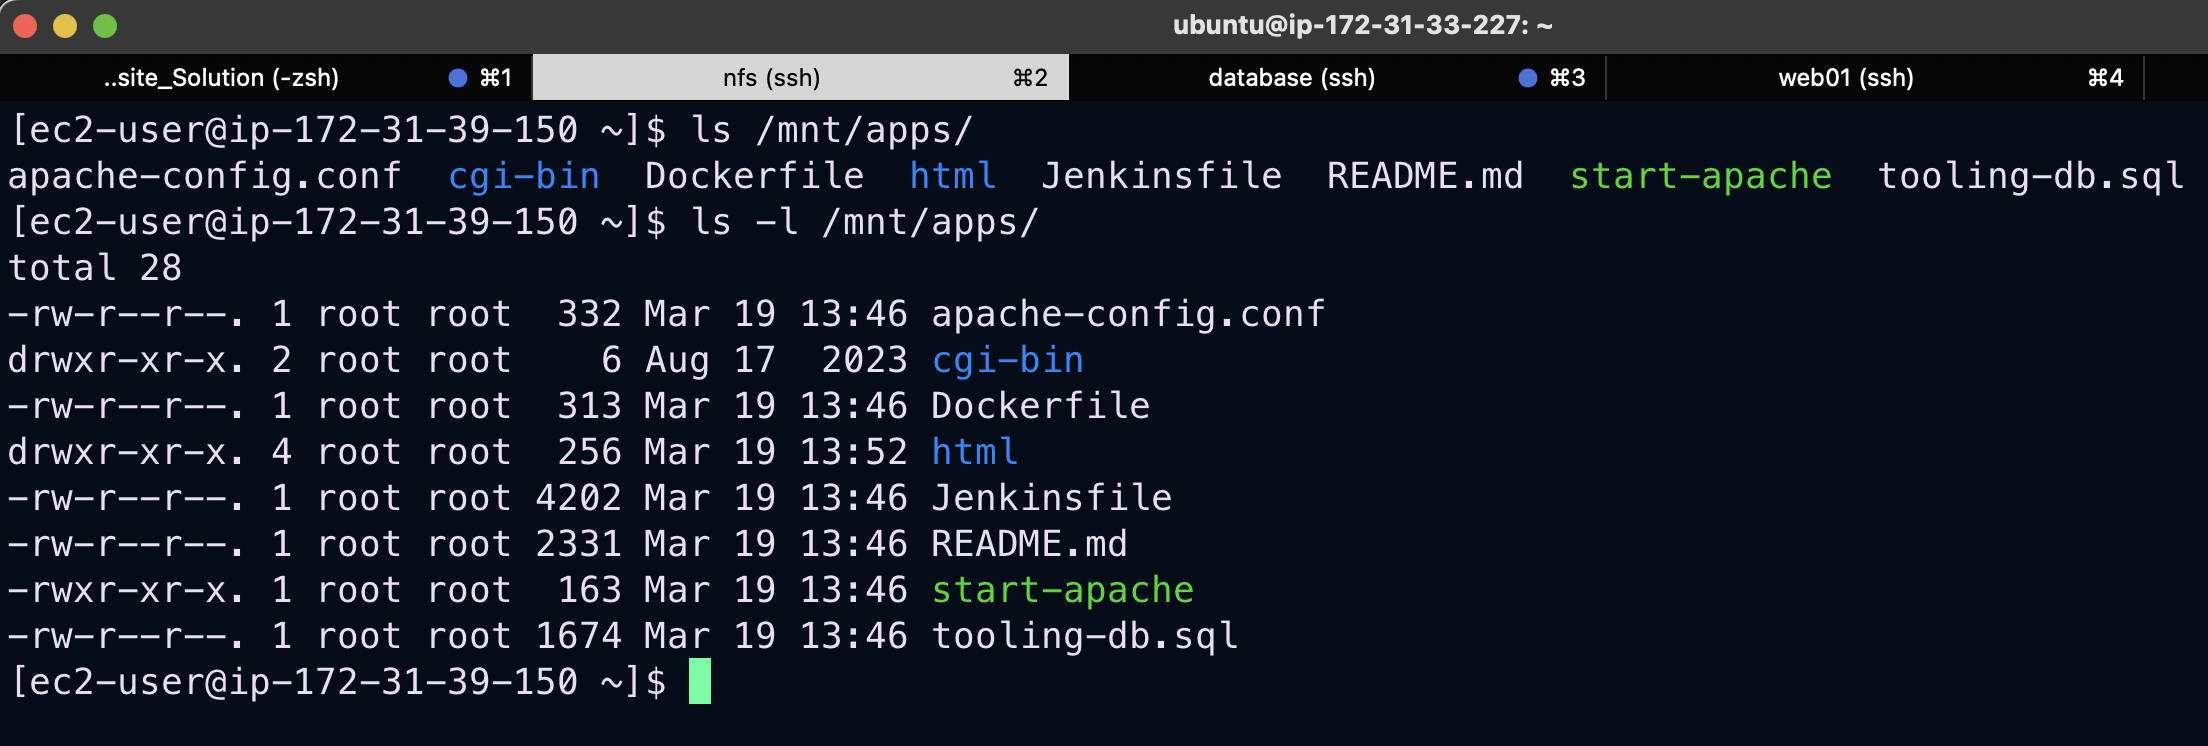 ubuntu@ip-172-31-33-227: ~
..site_Solution (-zsh) ⌘1 nfs (ssh) ⌘2 database (ssh) ⌘3 web01 (ssh) ⌘4
[ec2-user@ip-172-31-39-150 ~]$ ls /mnt/apps/
apache-config.conf  cgi-bin  Dockerfile  html  Jenkinsfile  README.md  start-apache  tooling-db.sql
[ec2-user@ip-172-31-39-150 ~]$ ls -l /mnt/apps/
total 28
-rw-r--r--. 1 root root  332 Mar 19 13:46 apache-config.conf
drwxr-xr-x. 2 root root    6 Aug 17  2023 cgi-bin
-rw-r--r--. 1 root root  313 Mar 19 13:46 Dockerfile
drwxr-xr-x. 4 root root  256 Mar 19 13:52 html
-rw-r--r--. 1 root root 4202 Mar 19 13:46 Jenkinsfile
-rw-r--r--. 1 root root 2331 Mar 19 13:46 README.md
-rwxr-xr-x. 1 root root  163 Mar 19 13:46 start-apache
-rw-r--r--. 1 root root 1674 Mar 19 13:46 tooling-db.sql
[ec2-user@ip-172-31-39-150 ~]$